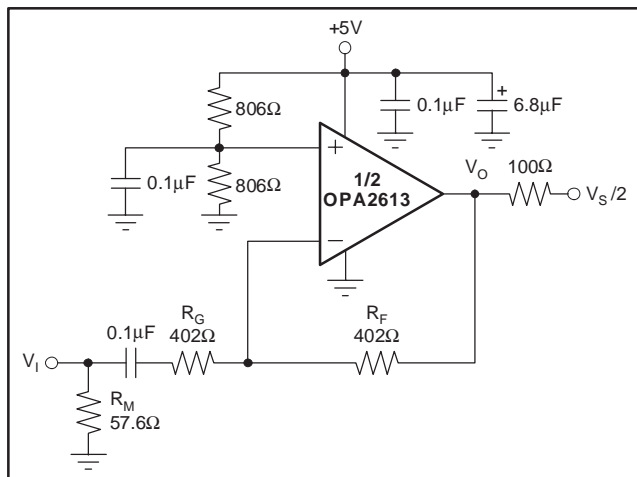 +5V
806Ω
0.1µF
+
6.8µF
+
0.1µF
806Ω
1/2
OPA2613
−
V_O
100Ω
V_S/2
R_G
402Ω
R_F
402Ω
0.1µF
V_I
R_M
57.6Ω